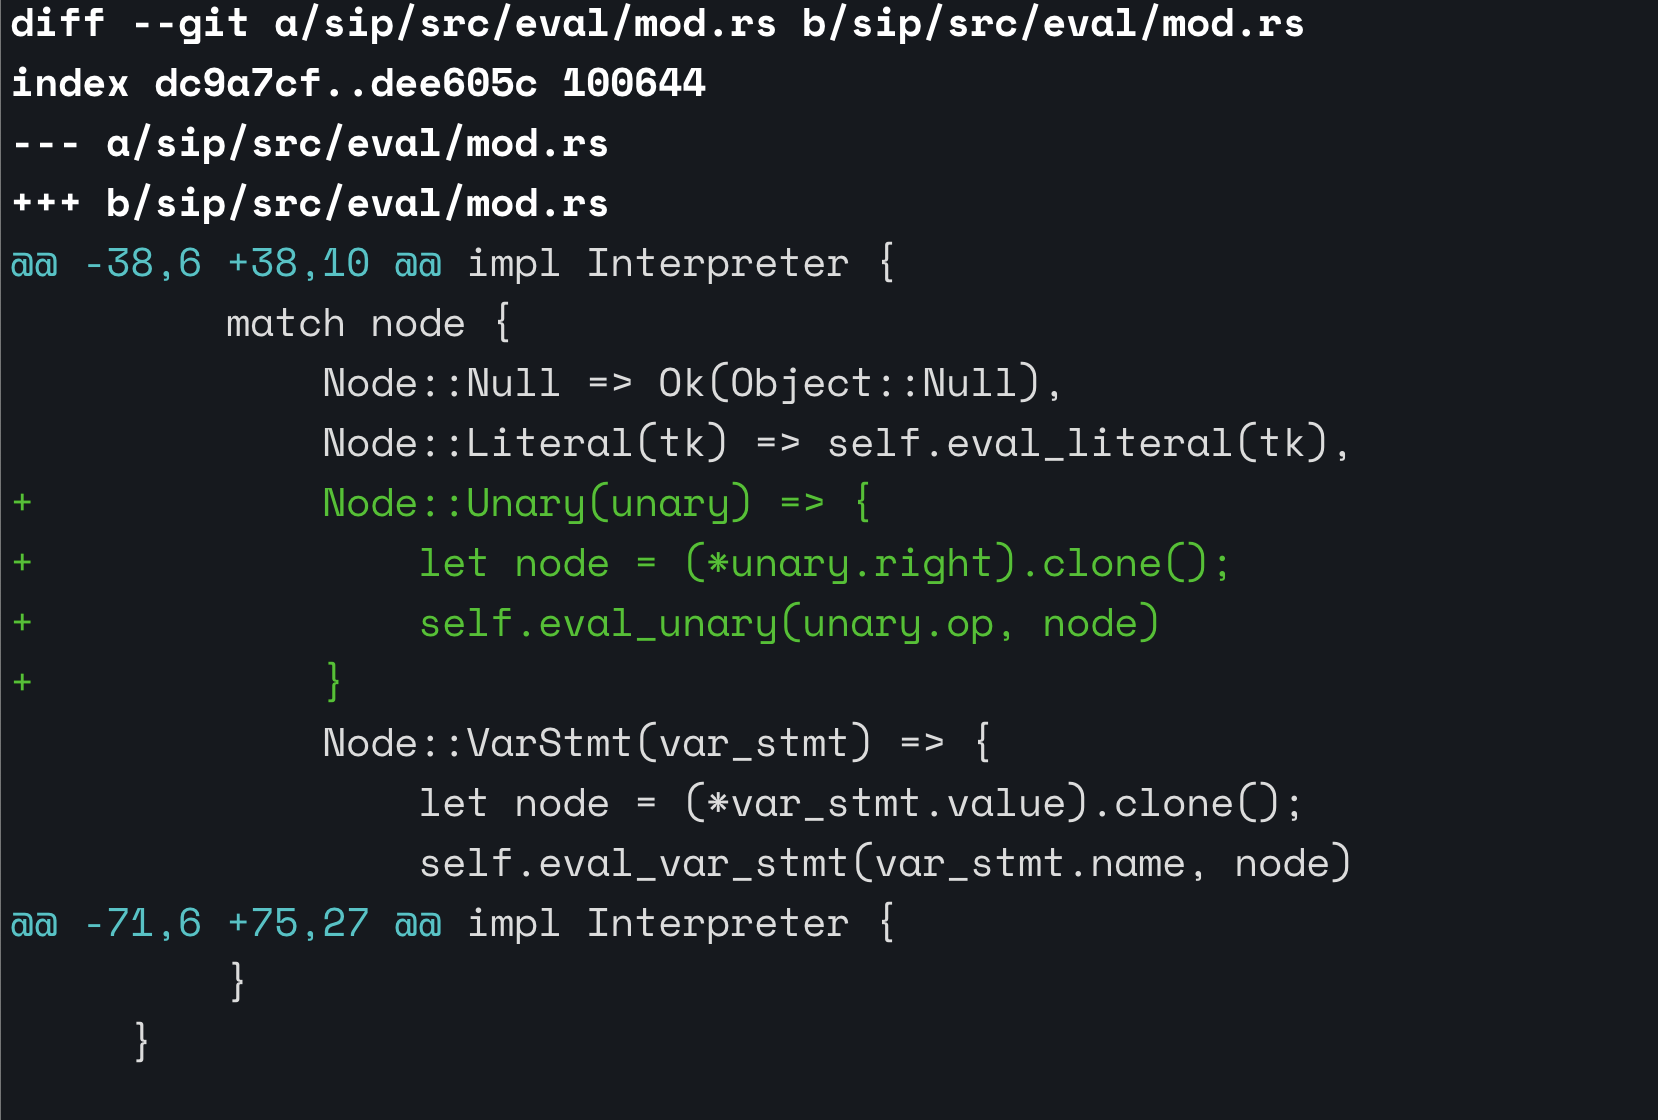 diff --git a/sip/src/eval/mod.rs b/sip/src/eval/mod.rs
index dc9a7cf..dee605c 100644
--- a/sip/src/eval/mod.rs
+++ b/sip/src/eval/mod.rs
@@ -38,6 +38,10 @@ impl Interpreter {
         match node {
             Node::Null => Ok(Object::Null),
             Node::Literal(tk) => self.eval_literal(tk),
+            Node::Unary(unary) => {
+                let node = (*unary.right).clone();
+                self.eval_unary(unary.op, node)
+            }
             Node::VarStmt(var_stmt) => {
                 let node = (*var_stmt.value).clone();
                 self.eval_var_stmt(var_stmt.name, node)
@@ -71,6 +75,27 @@ impl Interpreter {
         }
     }